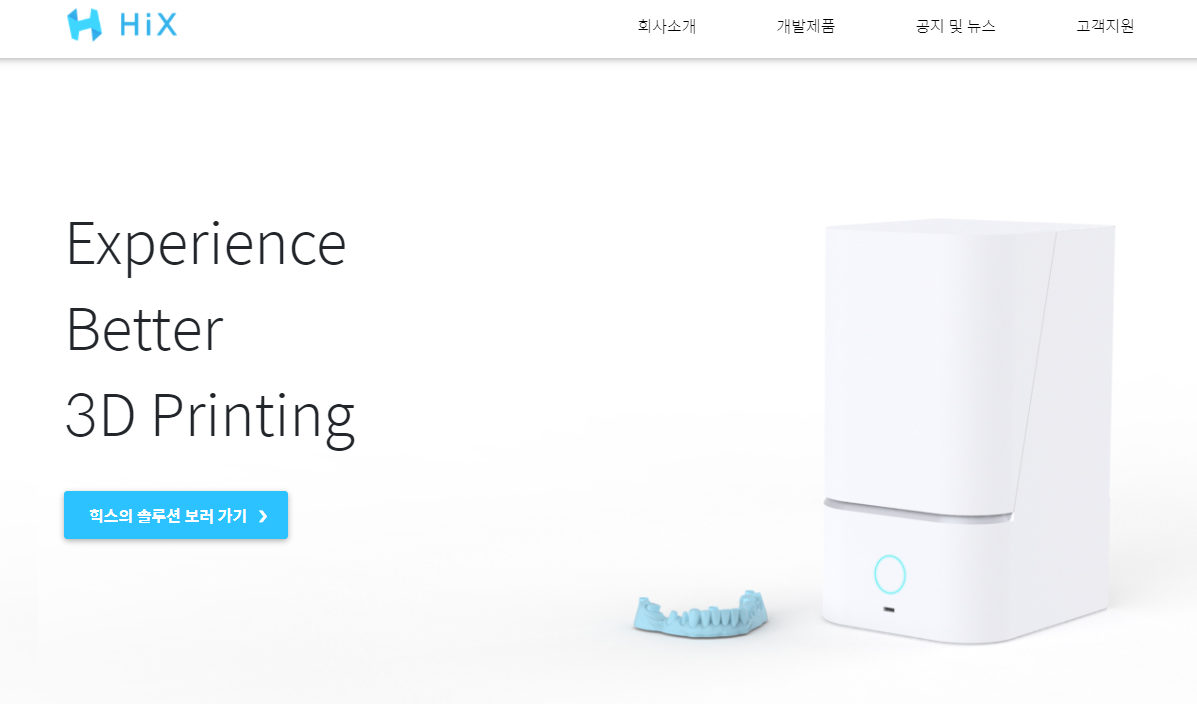 HiX
회사소개
개발제품
공지 및 뉴스
고객지원
Experience
Better
3D Printing
힉스의 솔루션 보러 가기